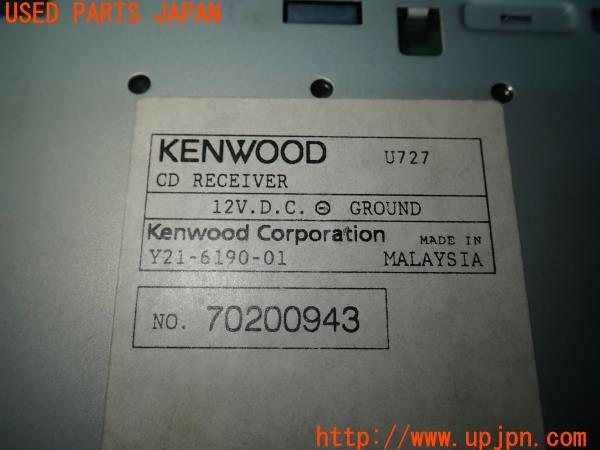 USED PARTS JAPAN
KENWOOD U727
CD RECEIVER
12V.D.C. ⊖ GROUND
Kenwood Corporation MADE IN
Y21-6190-01 MALAYSIA
NO. 70200943
www.upjpn.com